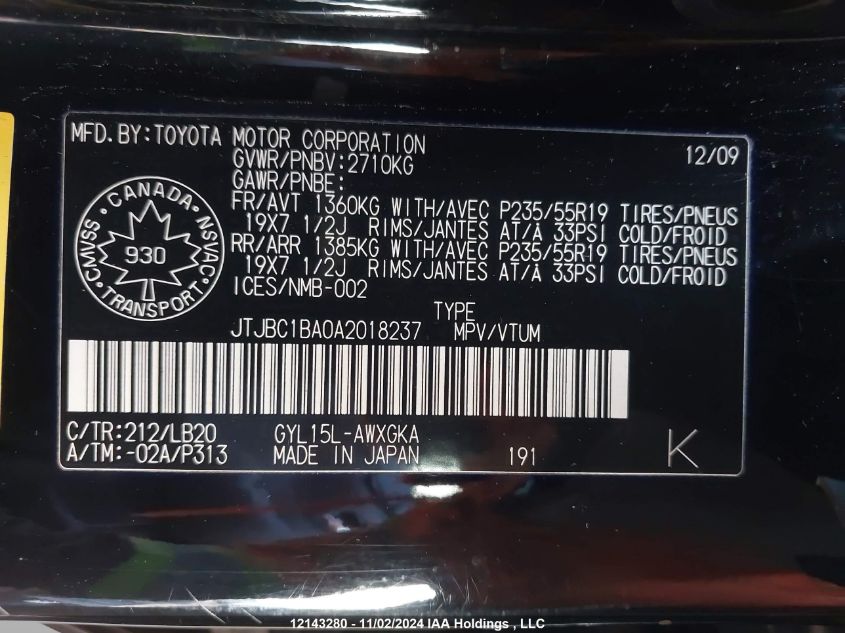 MFD. BY:TOYOTA MOTOR CORPORATION 12/09
GVWR/PNBV:2710KG
GAWR/PNBE:
FR/AVT 1360KG WITH/AVEC P235/55R19 TIRES/PNEUS
19X7 1/2J RIMS/JANTES AT/À 33PSI COLD/FROID
RR/ARR 1385KG WITH/AVEC P235/55R19 TIRES/PNEUS
19X7 1/2J RIMS/JANTES AT/À 33PSI COLD/FROID
ICES/NMB-002
CANADA
CMVSS 930 NSVAC
TRANSPORT
TYPE
JTJBC1BA0A2018237 MPV/VTUM
C/TR:212/LB20 GYL15L-AWXGKA
A/TM:-02A/P313 MADE IN JAPAN 191 K
12143280 - 11/02/2024 IAA Holdings , LLC